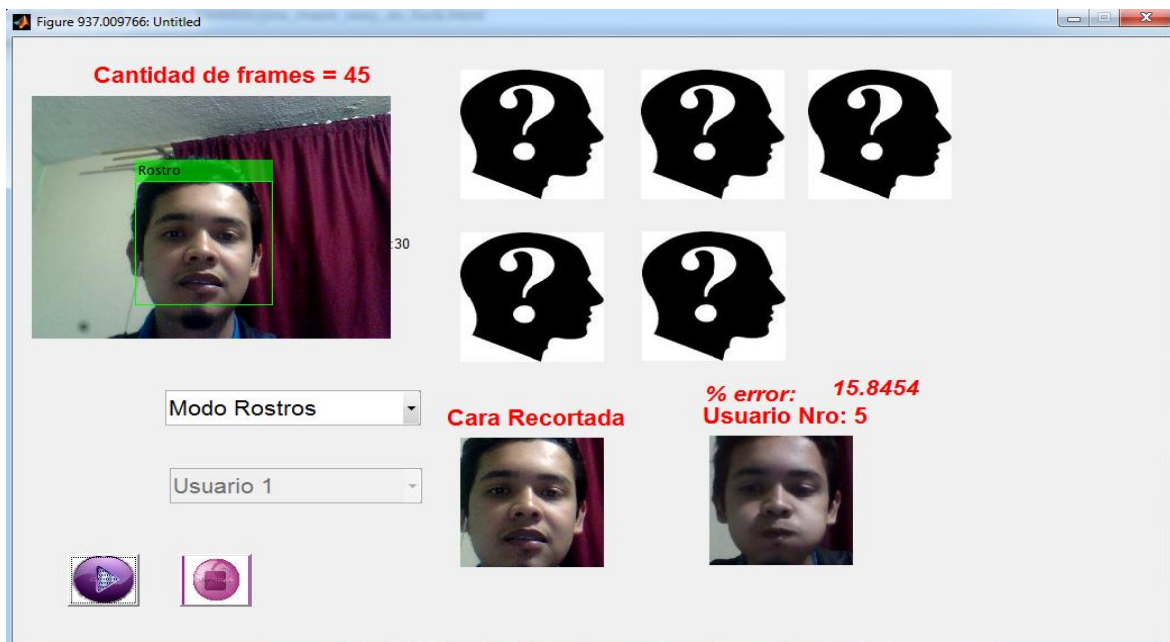 Figure 937.009766: Untitled
Cantidad de frames = 45
Rostro
:30
Modo Rostros
Usuario 1
Cara Recortada
% error: 15.8454
Usuario Nro: 5